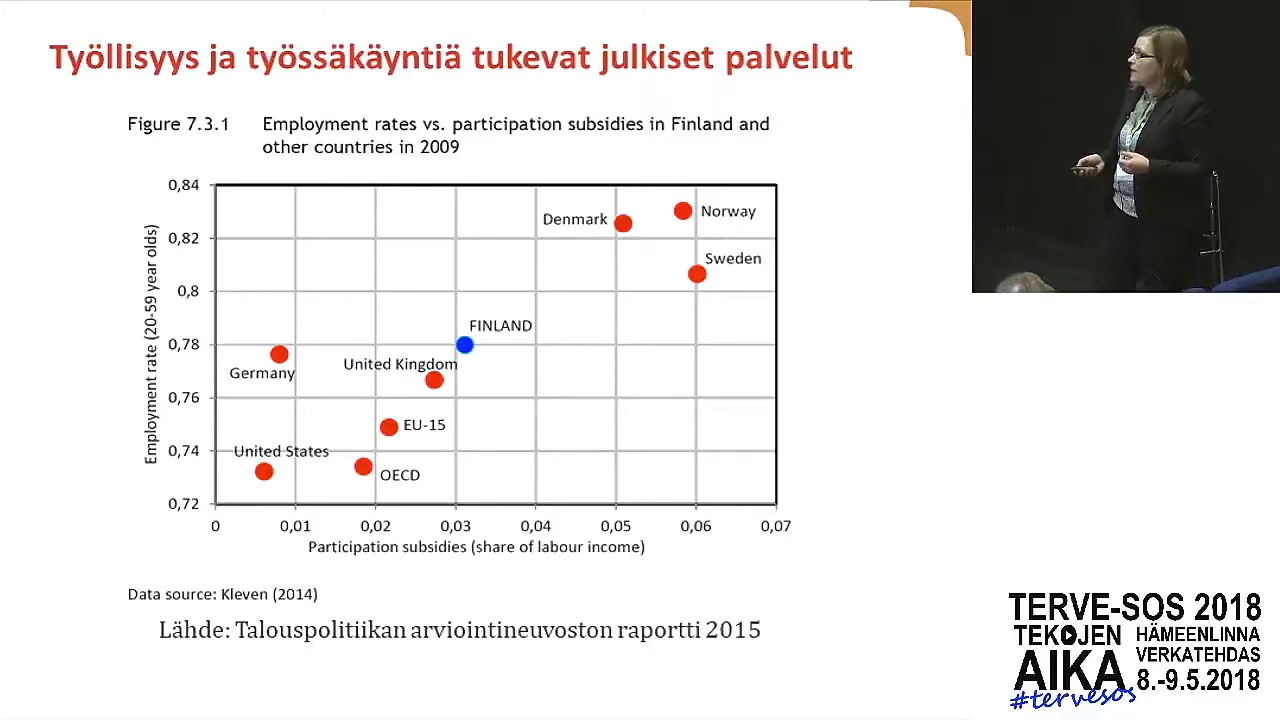 Työllisyys ja työssäkäyntiä tukevat julkiset palvelut
Figure 7.3.1 Employment rates vs. participation subsidies in Finland and
other countries in 2009
Employment rate (20-59 year olds)
0,84
0,82
0,8
0,78
0,76
0,74
0,72
Denmark
Norway
Sweden
FINLAND
United Kingdom
Germany
EU-15
United States
OECD
0 0,01 0,02 0,03 0,04 0,05 0,06 0,07
Participation subsidies (share of labour income)
Data source: Kleven (2014)
Lähde: Talouspolitiikan arviointineuvoston raportti 2015
TERVE-SOS 2018
TEKOJEN
AIKA
HÄMEENLINNA
VERKATEHDAS
8.-9.5.2018
#tervesos